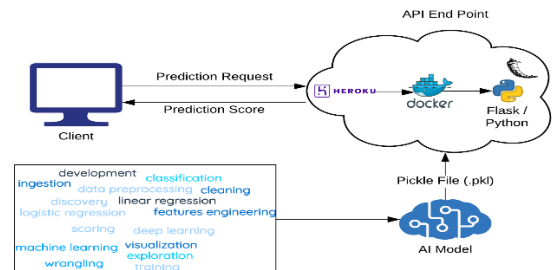 API End Point
Prediction Request
HEROKU
docker
Flask /
Python
Prediction Score
Client
Pickle File (.pkl)
AI Model
development
classification
ingestion
data preprocessing
cleaning
discovery
linear regression
logistic regression
features engineering
scoring
deep learning
machine learning
visualization
exploration
wrangling
training